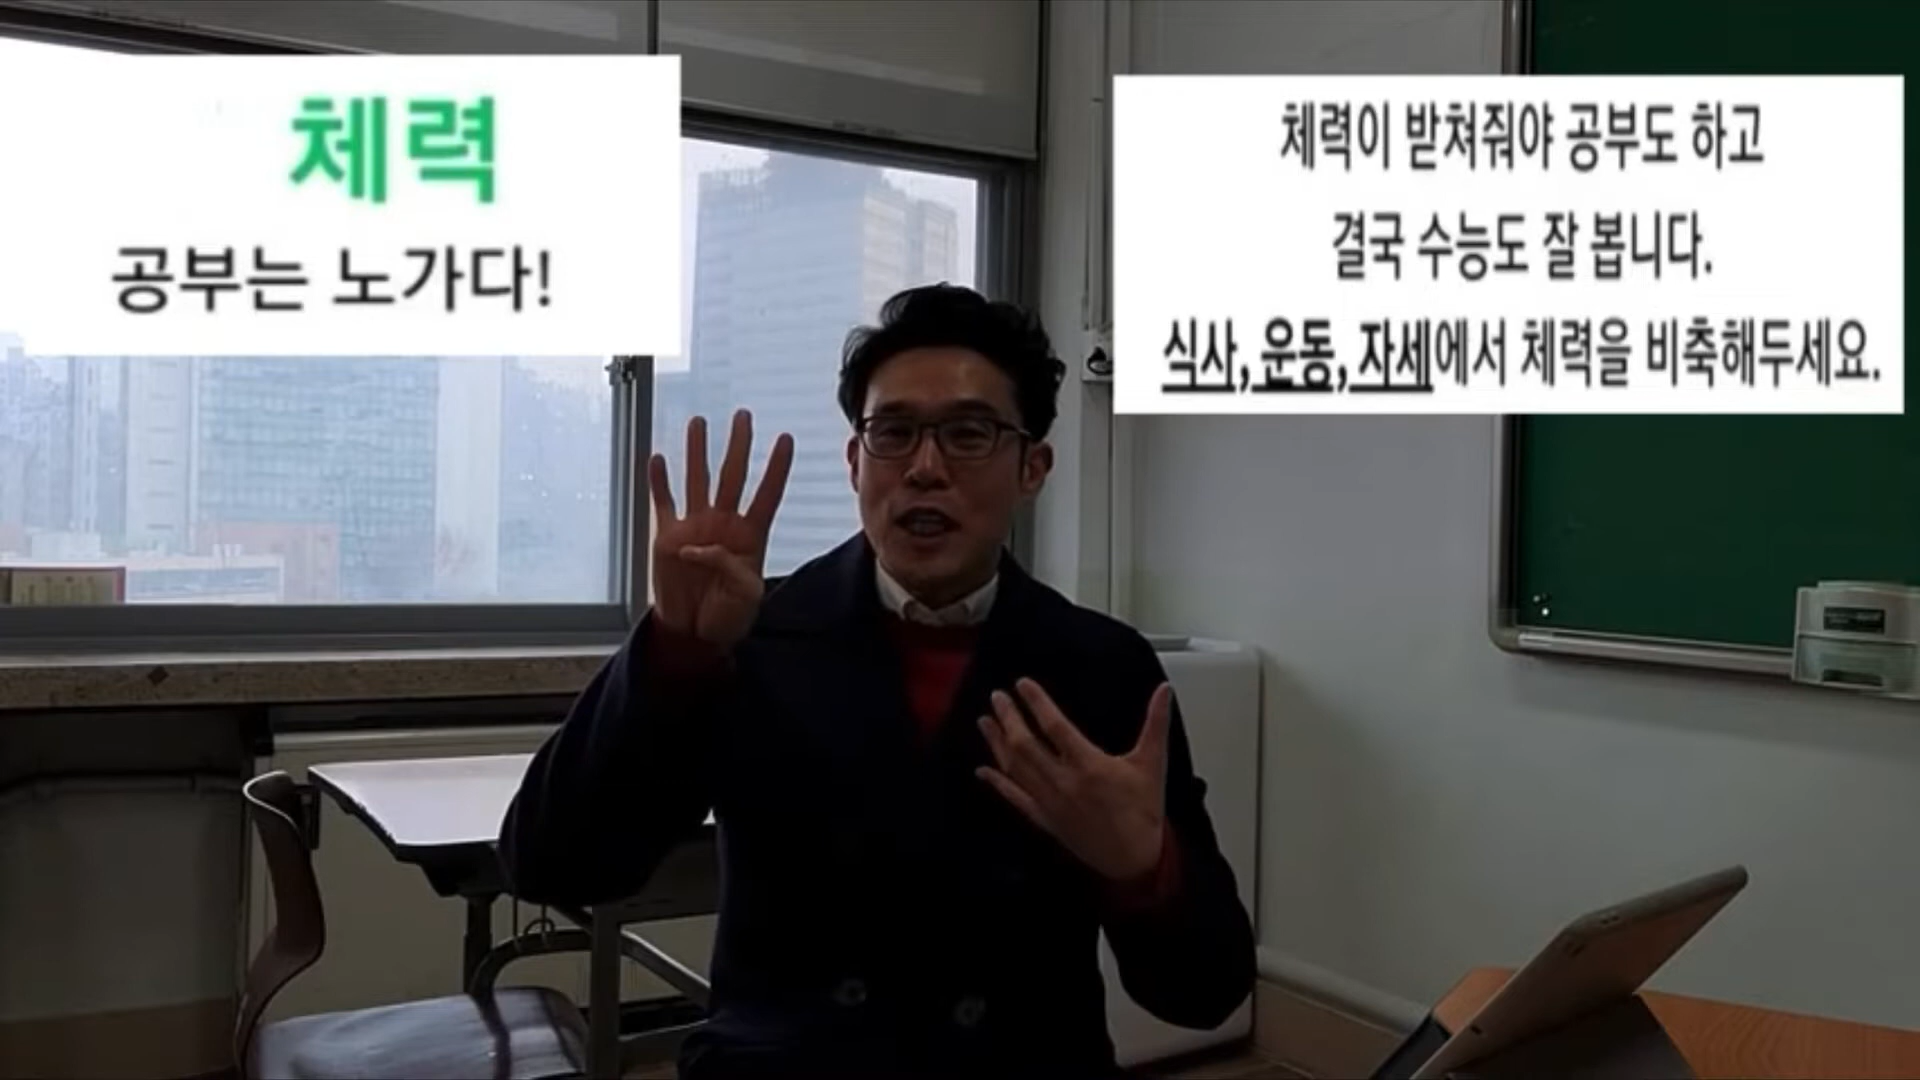 체력
공부는 노가다!
체력이 받쳐줘야 공부도 하고
결국 수능도 잘 봅니다.
식사, 운동, 자세에서 체력을 비축해두세요.